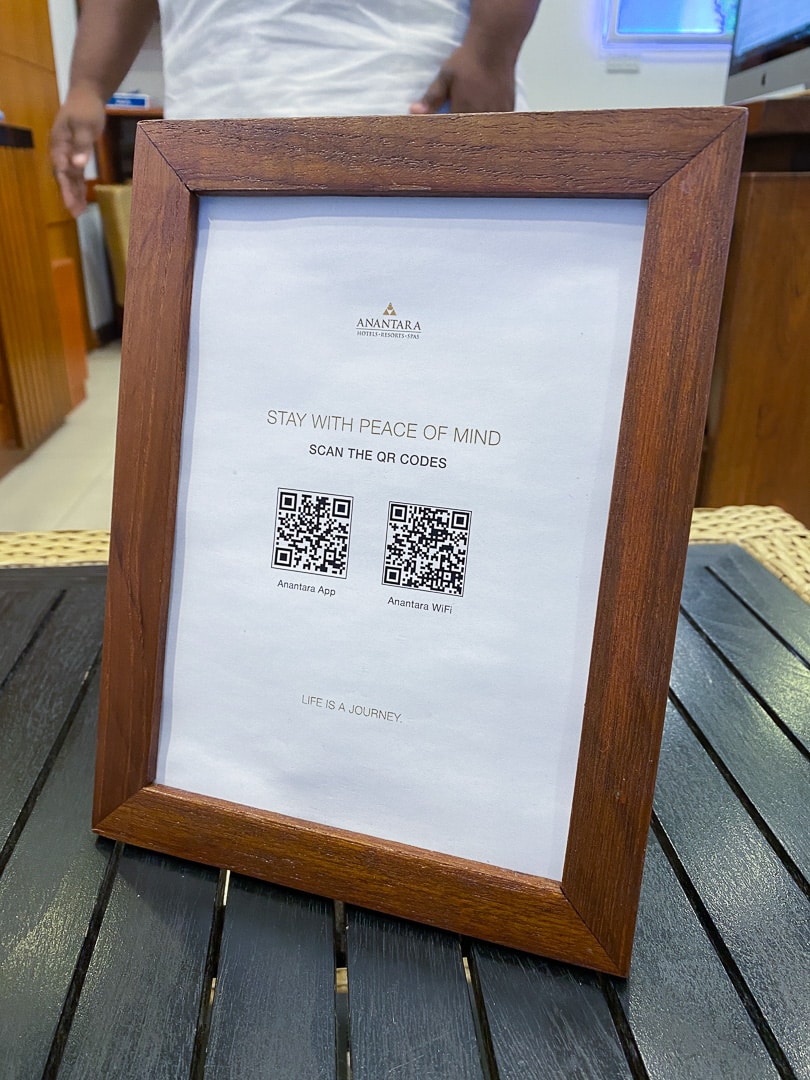 ANANTARA
HOTELS • RESORTS • SPAS
STAY WITH PEACE OF MIND
SCAN THE QR CODES
Anantara App
Anantara WiFi
LIFE IS A JOURNEY.